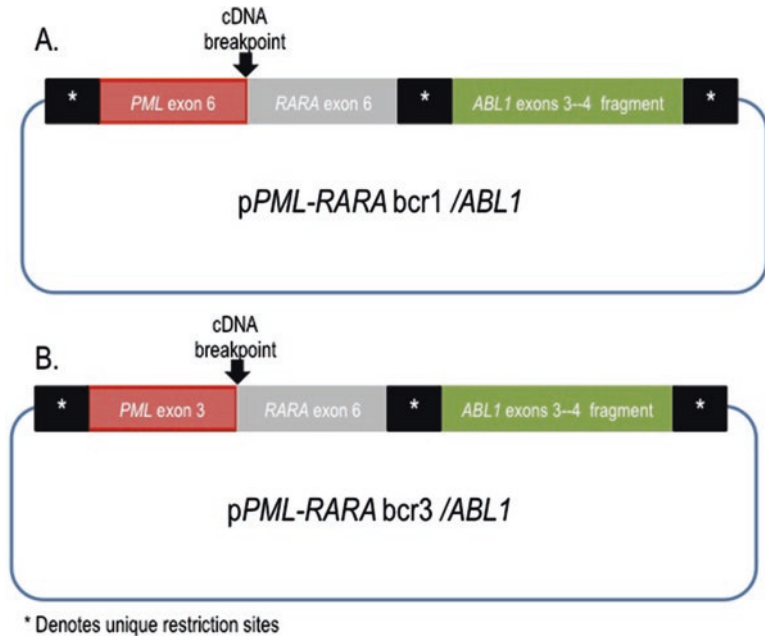 A.
cDNA
breakpoint
* PML exon 6 RARA exon 6 * ABL1 exons 3--4 fragment *
pPML-RARA bcr1 /ABL1
B.
cDNA
breakpoint
* PML exon 3 RARA exon 6 * ABL1 exons 3--4 fragment *
pPML-RARA bcr3 /ABL1
* Denotes unique restriction sites